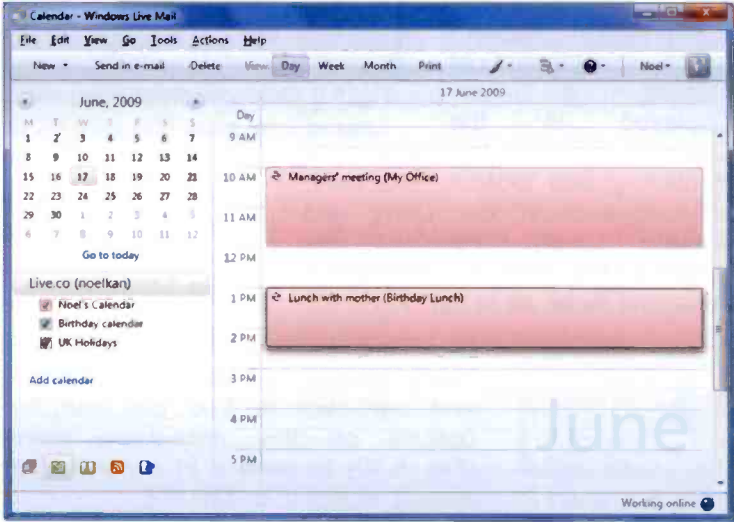 Calendar - Windows Live Mail
File Edit View Go Tools Actions Help
New Send in e-mail Delete View Day Week Month Print Noel
June, 2009
17 June 2009
M T W T F S S
Day
1 2 3 4 5 6 7
8 9 10 11 12 13 14
15 16 17 18 19 20 21
22 23 24 25 26 27 28
29 30 1 2 3 4 5
6 7 8 9 10 11 12
Go to today
Live.co (noelkan)
Noel's Calendar
Birthday calendar
UK Holidays
Add calendar
9 AM
10 AM Managers' meeting (My Office)
11 AM
12 PM
1 PM Lunch with mother (Birthday Lunch)
2 PM
3 PM
4 PM
5 PM
June
Working online